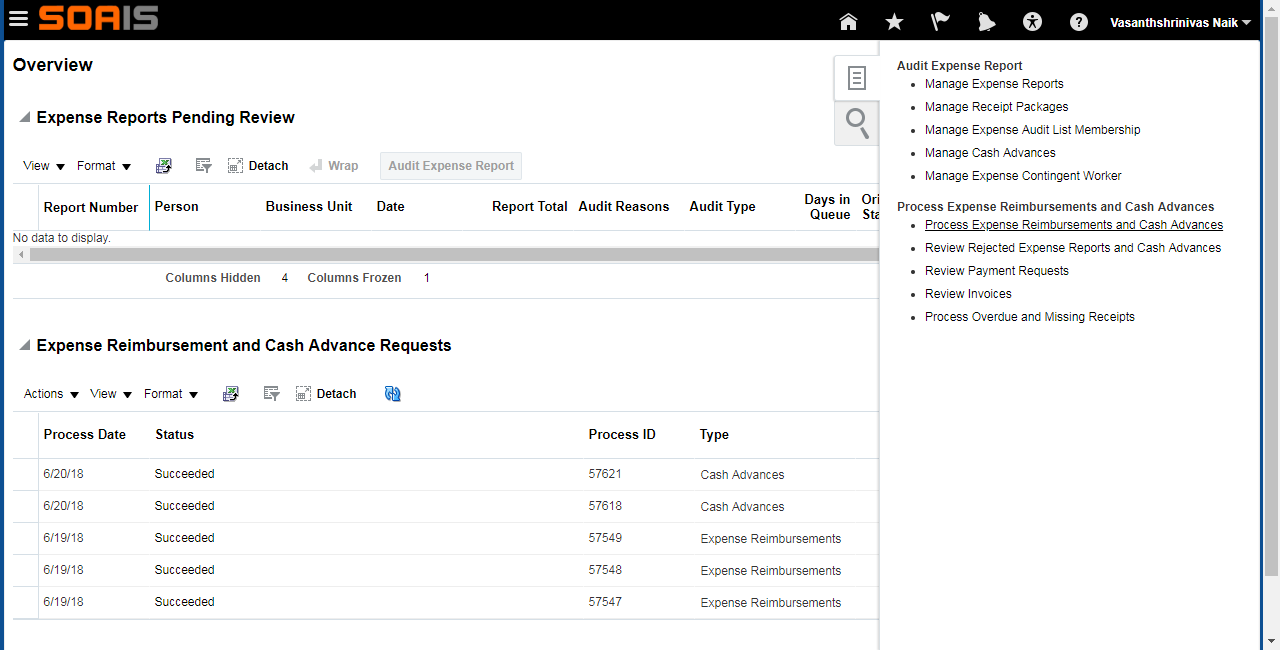 SOAIS
Vasanthshrinivas Naik
Overview
Expense Reports Pending Review
View Format Detach Wrap Audit Expense Report
Report Number Person Business Unit Date Report Total Audit Reasons Audit Type Days in Queue Ori Sta
No data to display.
Columns Hidden 4 Columns Frozen 1
Expense Reimbursement and Cash Advance Requests
Actions View Format Detach
Process Date Status Process ID Type
6/20/18 Succeeded 57621 Cash Advances
6/20/18 Succeeded 57618 Cash Advances
6/19/18 Succeeded 57549 Expense Reimbursements
6/19/18 Succeeded 57548 Expense Reimbursements
6/19/18 Succeeded 57547 Expense Reimbursements
Audit Expense Report
Manage Expense Reports
Manage Receipt Packages
Manage Expense Audit List Membership
Manage Cash Advances
Manage Expense Contingent Worker
Process Expense Reimbursements and Cash Advances
Process Expense Reimbursements and Cash Advances
Review Rejected Expense Reports and Cash Advances
Review Payment Requests
Review Invoices
Process Overdue and Missing Receipts